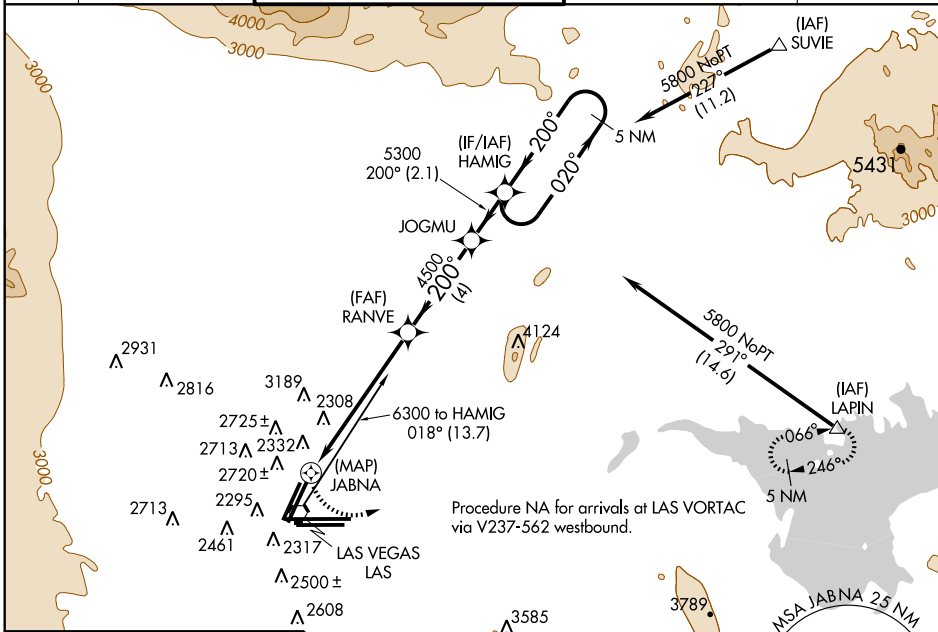 4000
3000
3000
(IAF)
SUVIE
5800 NoPT
227°
(11.2)
5431
3000
200°
020°
5 NM
(IF/IAF)
HAMIG
5300
200° (2.1)
JOGMU
4500
200°
(4)
(FAF)
RANVE
4124
5800 NoPT
291°
(14.6)
(IAF)
LAPIN
066°
246°
5 NM
2931
2816
3189
2308
2725 ±
2713
2332
2720 ±
6300 to HAMIG
018° (13.7)
(MAP)
JABNA
3000
2713
2295
2461
2317
LAS VEGAS
LAS
2500 ±
2608
Procedure NA for arrivals at LAS VORTAC
via V237-562 westbound.
3585
3789
MSA JABNA 25 NM